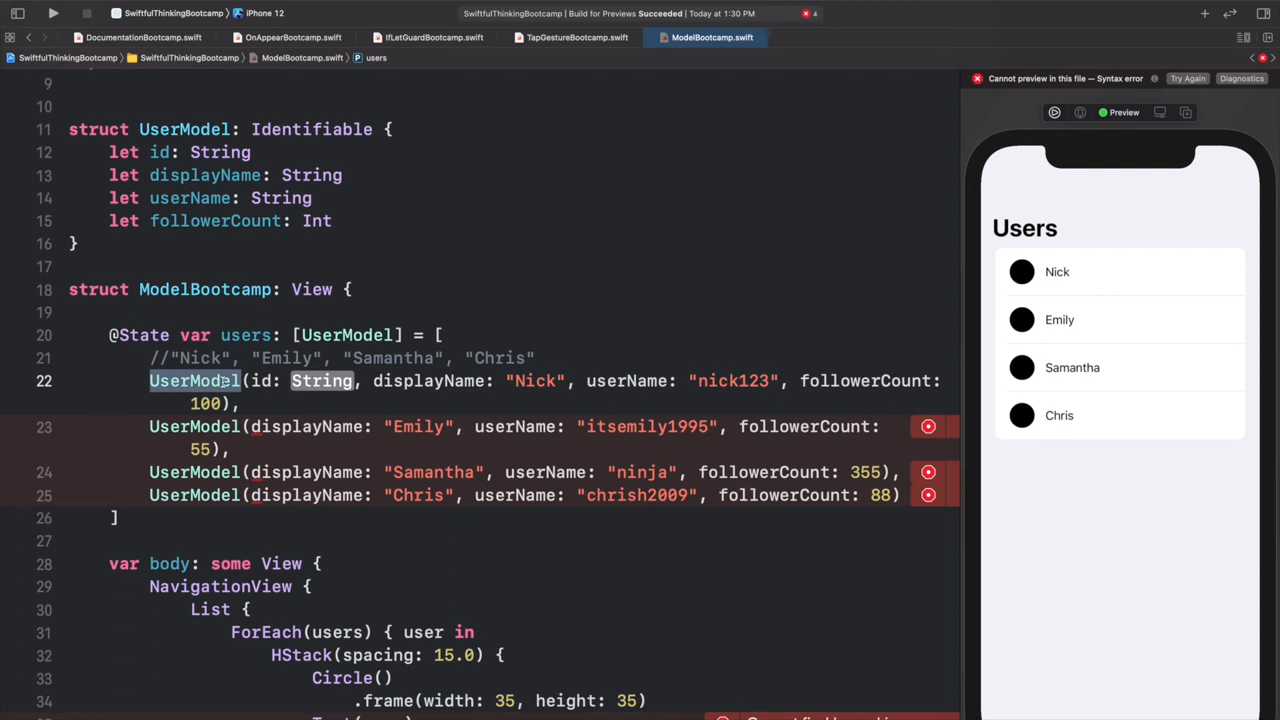 SwiftfulThinkingBootcamp
iPhone 12
SwiftfulThinkingBootcamp | Build for Previews Succeeded | Today at 1:30 PM
4
DocumentationBootcamp.swift
OnAppearBootcamp.swift
IfLetGuardBootcamp.swift
TapGestureBootcamp.swift
ModelBootcamp.swift
SwiftfulThinkingBootcamp
SwiftfulThinkingBootcamp
ModelBootcamp.swift
P users
Cannot preview in this file — Syntax error
Try Again
Diagnostics
Preview
9
10
11 struct UserModel: Identifiable {
12 let id: String
13 let displayName: String
14 let userName: String
15 let followerCount: Int
16 }
17
18 struct ModelBootcamp: View {
19
20 @State var users: [UserModel] = [
21 //"Nick", "Emily", "Samantha", "Chris"
22 UserModel(id: String, displayName: "Nick", userName: "nick123", followerCount:
100),
23 UserModel(displayName: "Emily", userName: "itsemily1995", followerCount:
55),
24 UserModel(displayName: "Samantha", userName: "ninja", followerCount: 355),
25 UserModel(displayName: "Chris", userName: "chrish2009", followerCount: 88)
26 ]
27
28 var body: some View {
29 NavigationView {
30 List {
31 ForEach(users) { user in
32 HStack(spacing: 15.0) {
33 Circle()
34 .frame(width: 35, height: 35)
Users
Nick
Emily
Samantha
Chris